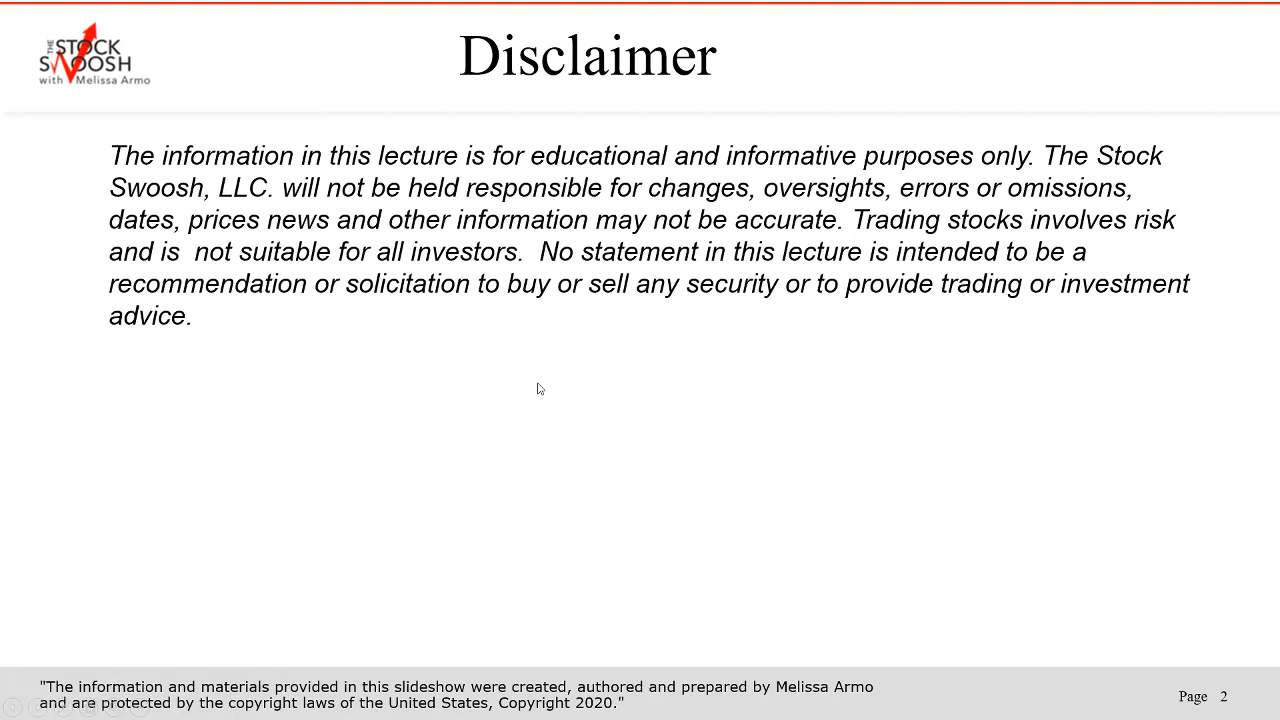 THE STOCK
SWOOSH
with Melissa Armo
Disclaimer
The information in this lecture is for educational and informative purposes only. The Stock
Swoosh, LLC. will not be held responsible for changes, oversights, errors or omissions,
dates, prices news and other information may not be accurate. Trading stocks involves risk
and is  not suitable for all investors.  No statement in this lecture is intended to be a
recommendation or solicitation to buy or sell any security or to provide trading or investment
advice.
"The information and materials provided in this slideshow were created, authored and prepared by Melissa Armo
and are protected by the copyright laws of the United States, Copyright 2020."
Page 2